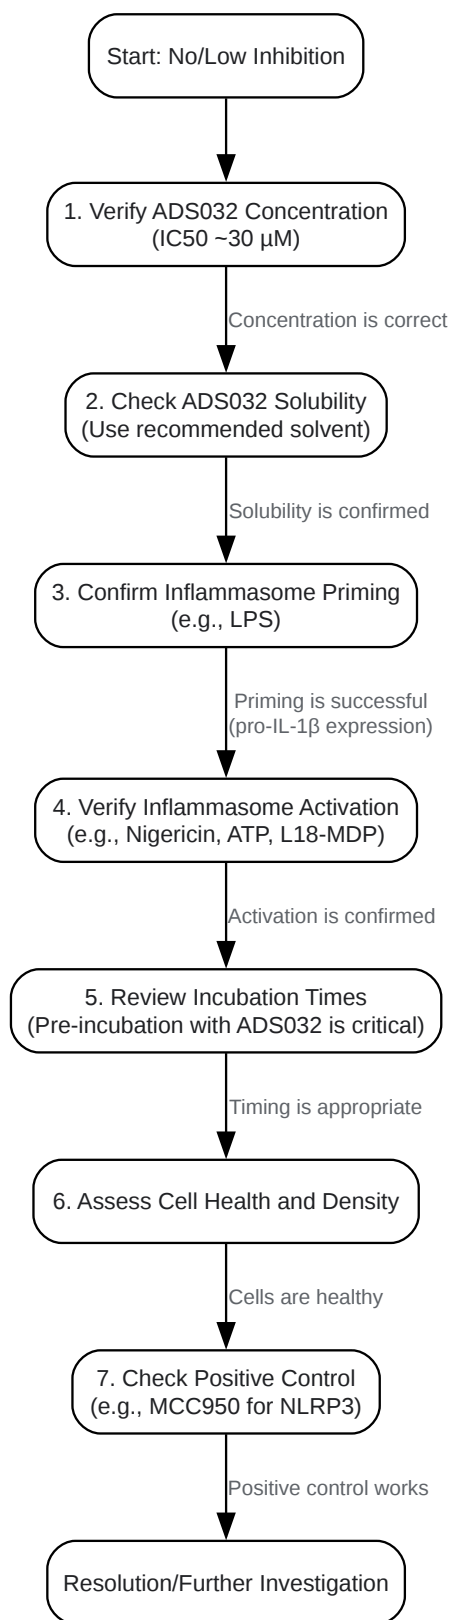 Start: No/Low Inhibition
1. Verify ADS032 Concentration
(IC50 ~30 µM)
Concentration is correct
2. Check ADS032 Solubility
(Use recommended solvent)
Solubility is confirmed
3. Confirm Inflammasome Priming
(e.g., LPS)
Priming is successful
(pro-IL-1β expression)
4. Verify Inflammasome Activation
(e.g., Nigericin, ATP, L18-MDP)
Activation is confirmed
5. Review Incubation Times
(Pre-incubation with ADS032 is critical)
Timing is appropriate
6. Assess Cell Health and Density
Cells are healthy
7. Check Positive Control
(e.g., MCC950 for NLRP3)
Positive control works
Resolution/Further Investigation